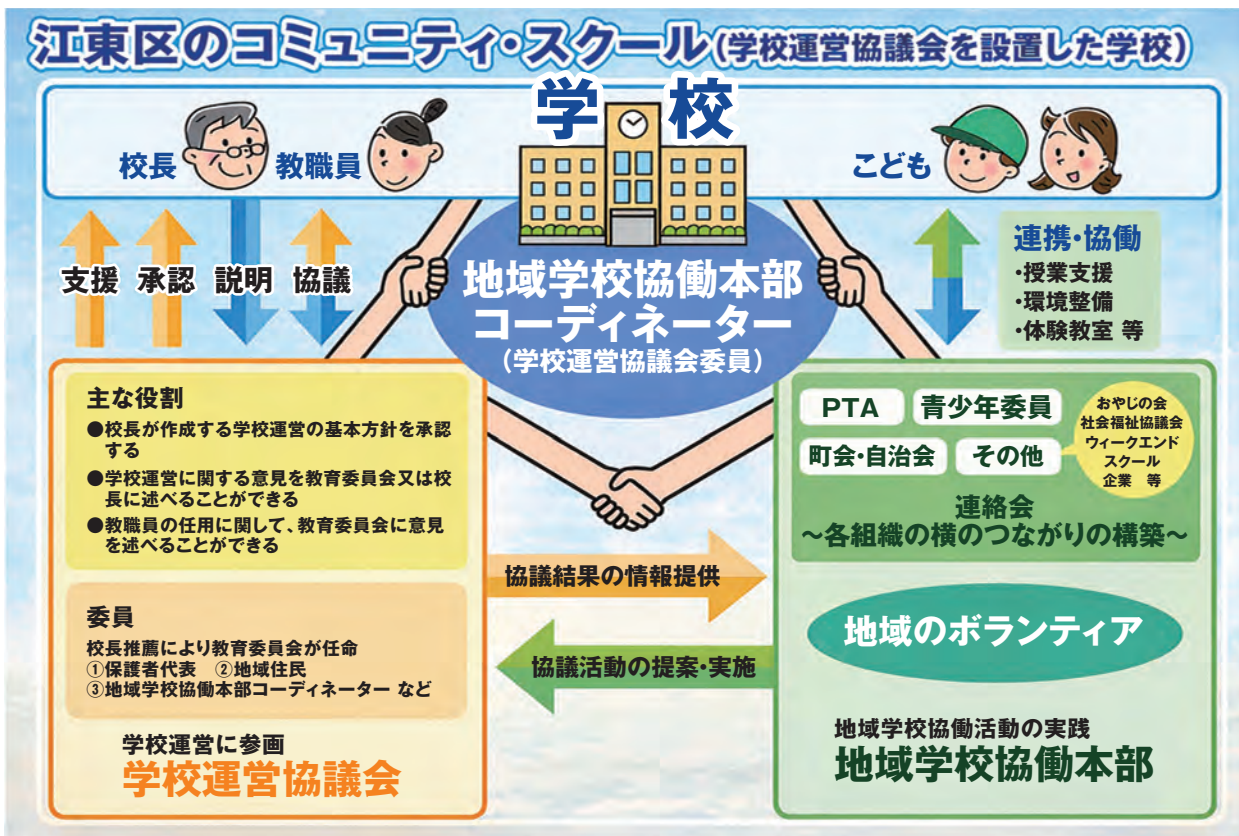 江東区のコミュニティ・スクール(学校運営協議会を設置した学校)
学校
校長
教職員
こども
支援
承認
説明
協議
地域学校協働本部
コーディネーター
(学校運営協議会委員)
連携・協働
・授業支援
・環境整備
・体験教室 等
主な役割
●校長が作成する学校運営の基本方針を承認
する
●学校運営に関する意見を教育委員会又は校
長に述べることができる
●教職員の任用に関して、教育委員会に意見
を述べることができる
委員
校長推薦により教育委員会が任命
①保護者代表 ②地域住民
③地域学校協働本部コーディネーター など
学校運営に参画
学校運営協議会
協議結果の情報提供
協議活動の提案・実施
PTA
青少年委員
町会・自治会
その他
おやじの会
社会福祉協議会
ウィークエンド
スクール
企業 等
連絡会
～各組織の横のつながりの構築～
地域のボランティア
地域学校協働活動の実践
地域学校協働本部